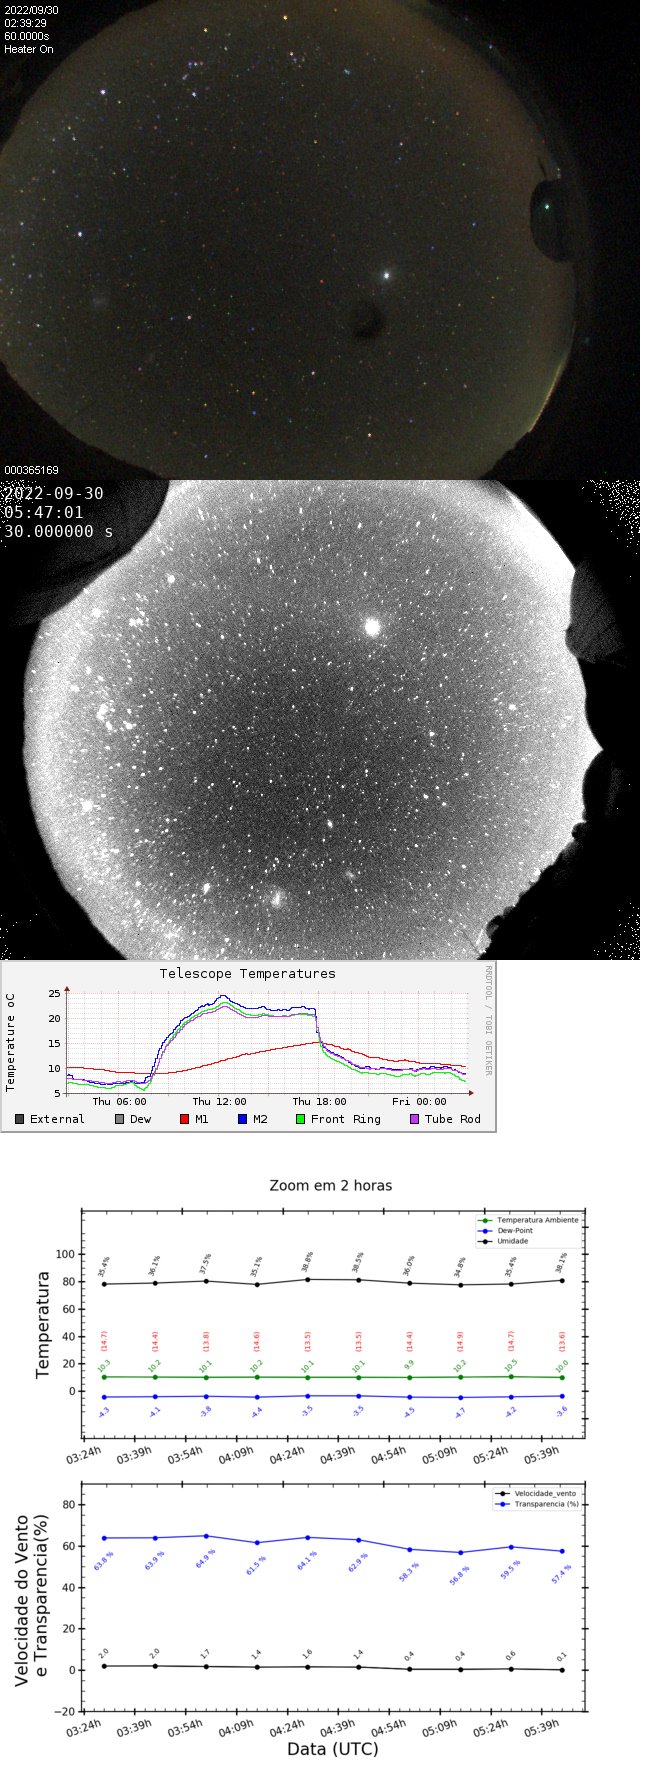 2022/09/30
02:39:29
60.0000s
Heater On
000365169
2022-09-30
05:47:01
30.000000 s
Telescope Temperatures
RRDTOOL / TOBI OETIKER
Temperature oC
25
20
15
10
5
Thu 06:00 Thu 12:00 Thu 18:00 Fri 00:00
External Dew M1 M2 Front Ring Tube Rod
Zoom em 2 horas
Temperatura Ambiente
Dew-Point
Umidade
Temperatura
100
80
60
40
20
0
35.4% 36.1% 37.5% 35.1% 38.8% 38.5% 36.0% 34.8% 35.4% 38.1%
(14.7) (14.4) (13.8) (14.6) (13.5) (13.5) (14.4) (14.9) (14.7) (13.6)
10.3 10.2 10.1 10.2 10.1 10.1 9.9 10.2 10.5 10.0
-4.3 -4.1 -3.8 -4.4 -3.5 -3.5 -4.5 -4.7 -4.2 -3.6
03:24h 03:39h 03:54h 04:09h 04:24h 04:39h 04:54h 05:09h 05:24h 05:39h
Velocidade_vento
Transparencia (%)
Velocidade do Vento
e Transparencia(%)
80
60
40
20
0
−20
63.8 % 63.9 % 64.9 % 61.5 % 64.1 % 62.9 % 58.3 % 56.8 % 59.5 % 57.4 %
2.0 2.0 1.7 1.4 1.6 1.4 0.4 0.4 0.6 0.1
03:24h 03:39h 03:54h 04:09h 04:24h 04:39h 04:54h 05:09h 05:24h 05:39h
Data (UTC)